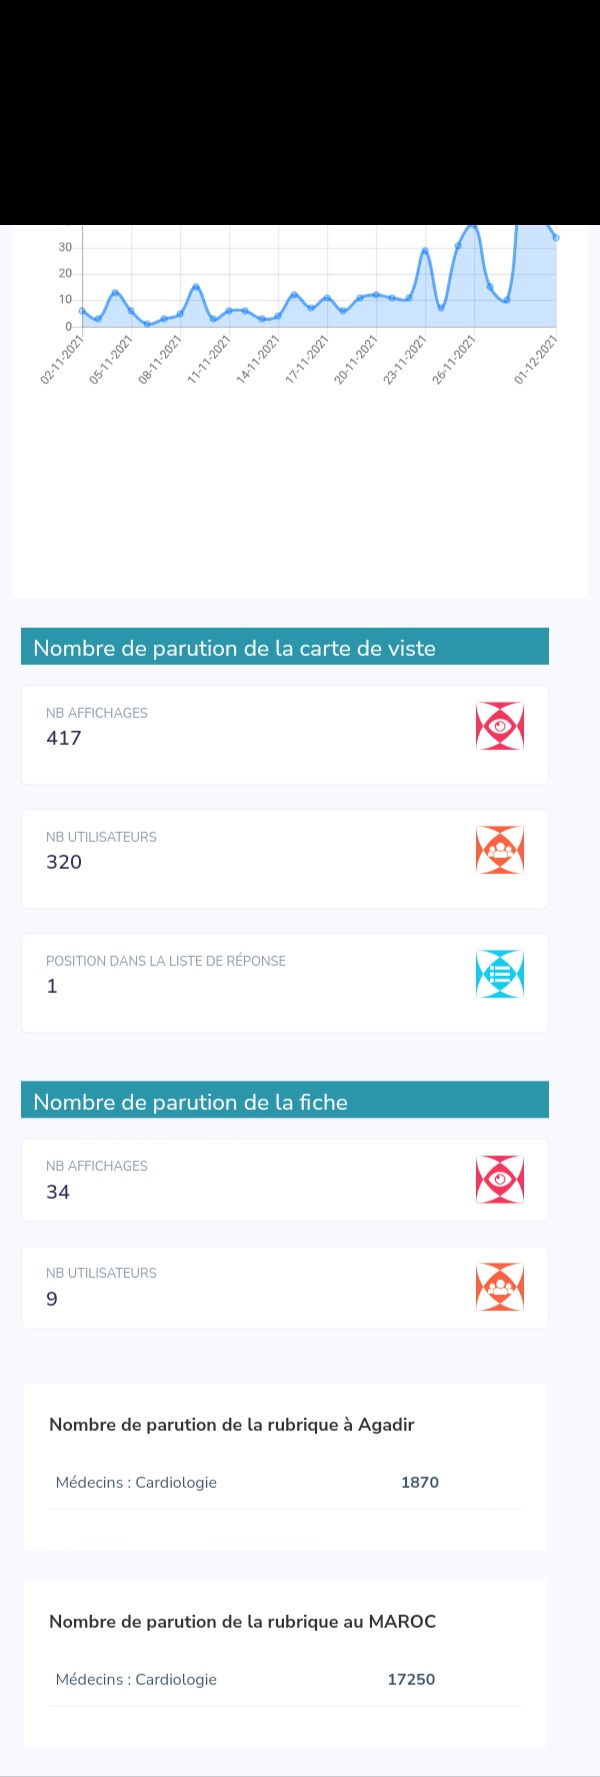 30
20
10
0
02-11-2021
05-11-2021
08-11-2021
11-11-2021
14-11-2021
17-11-2021
20-11-2021
23-11-2021
26-11-2021
01-12-2021
Nombre de parution de la carte de viste
NB AFFICHAGES
417
NB UTILISATEURS
320
POSITION DANS LA LISTE DE RÉPONSE
1
Nombre de parution de la fiche
NB AFFICHAGES
34
NB UTILISATEURS
9
Nombre de parution de la rubrique à Agadir
Médecins : Cardiologie 1870
Nombre de parution de la rubrique au MAROC
Médecins : Cardiologie 17250